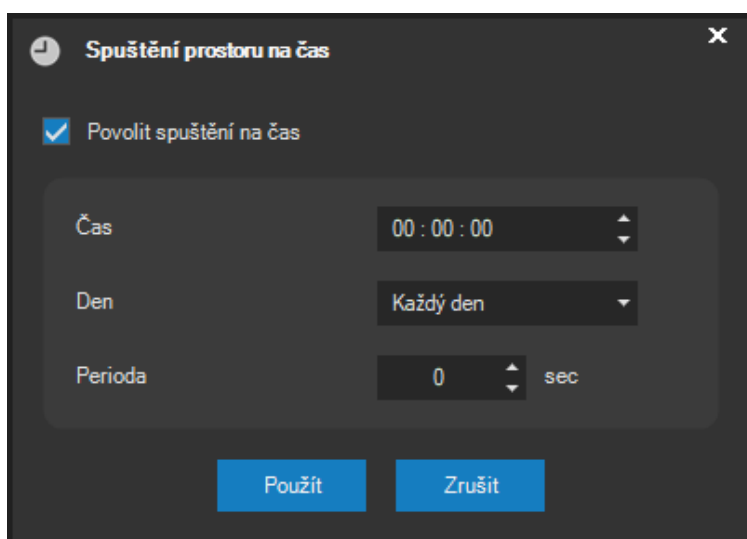 Spuštění prostoru na čas
Povolit spuštění na čas
Čas 00 : 00 : 00
Den Každý den
Perioda 0 sec
Použít Zrušit